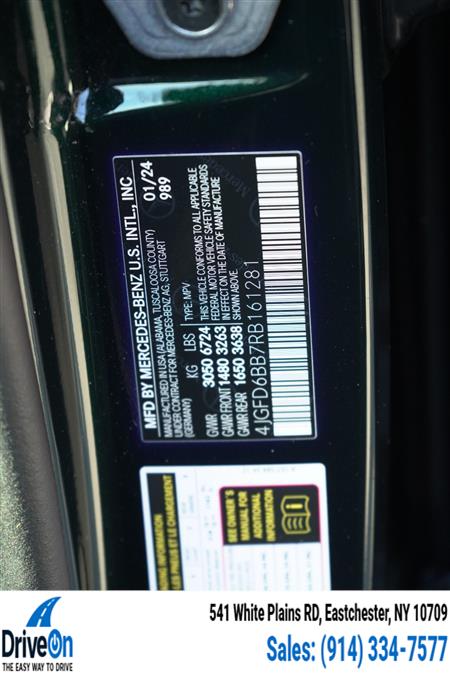 MFD BY MERCEDES-BENZ U.S. INTL., INC
MANUFACTURED IN USA (ALABAMA, TUSCALOOSA COUNTY)
UNDER CONTRACT FOR MERCEDES-BENZ AG, STUTTGART
(GERMANY)
01/24
989
KG LBS
TYPE: MPV
GVWR 3050 6724
GAWR FRONT 1480 3263
GAWR REAR 1650 3638
THIS VEHICLE CONFORMS TO ALL APPLICABLE
FEDERAL MOTOR VEHICLE SAFETY STANDARDS
IN EFFECT ON THE DATE OF MANUFACTURE
SHOWN ABOVE.
4JGFD6BB7RB161281
SEE OWNER'S
MANUAL FOR
ADDITIONAL
INFORMATION
DriveOn
THE EASY WAY TO DRIVE
541 White Plains RD, Eastchester, NY 10709
Sales: (914) 334-7577